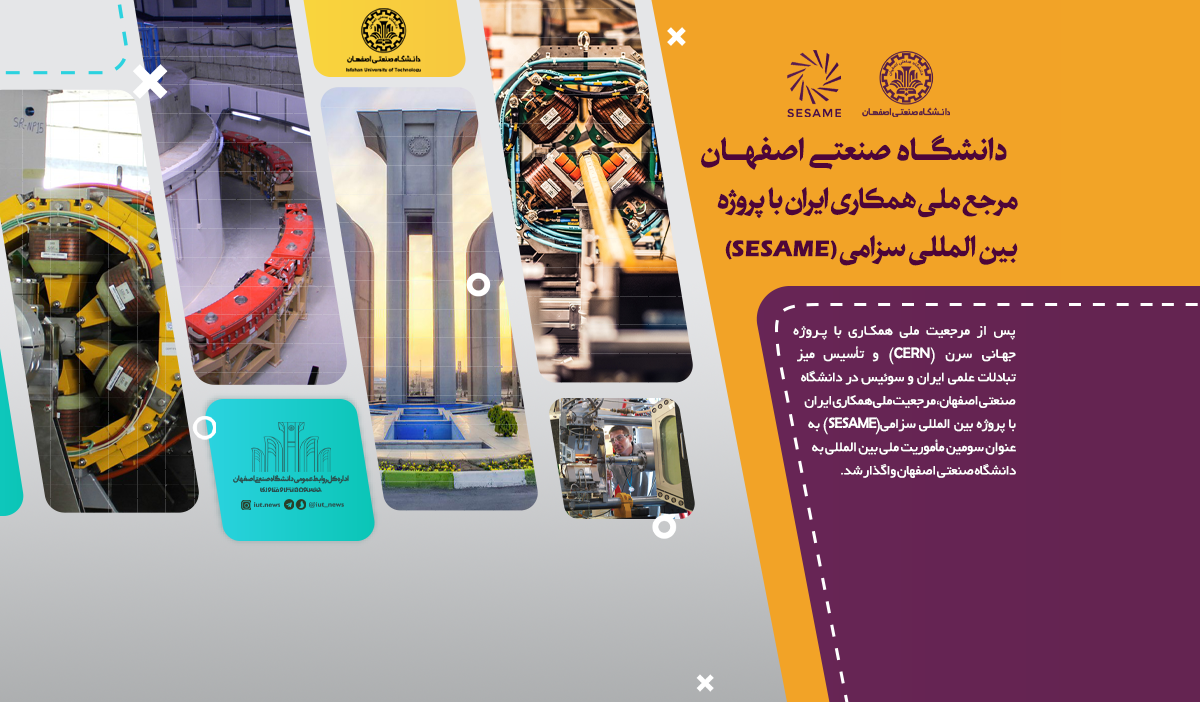 SESAME
دانشگاه صنعتی اصفهان
دانشگاه صنعتی اصفهان
مرجع ملی همکاری ایران با پروژه
بین المللی سزامی (SESAME)
پس از مرجعیت ملی همکاری با پروژه
جهانی سرن (CERN) و تأسیس میز
تبادلات علمی ایران و سوئیس در دانشگاه
صنعتی اصفهان، مرجعیت ملی همکاری ایران
با پروژه بین المللی سزامی(SESAME) به
عنوان سومین مأموریت ملی بین المللی به
دانشگاه صنعتی اصفهان واگذار شد.
دانشگاه صنعتی اصفهان
Isfahan University of Technology
اداره کل روابط عمومی دانشگاه صنعتی اصفهان
iut.news
@iut_news